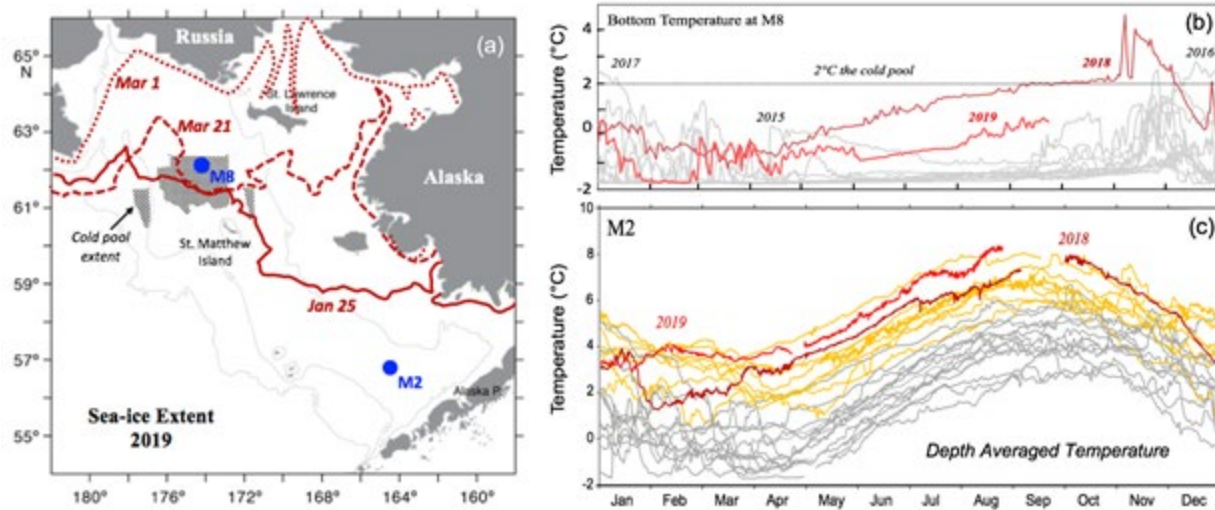 (a)
Russia
65°
N
Mar 1
St. Lawrence
Island
Mar 21
63°
M8
Alaska
61°
Cold pool
extent
St. Matthew
Island
59°
Jan 25
57°
M2
Alaska P.
Sea-ice Extent
2019
55°
180°
176°
172°
168°
164°
160°
Bottom Temperature at M8
(b)
Temperature (°C)
4
2017
2°C the cold pool
2018
2016
2
2015
2019
0
-2
M2
(c)
Temperature (°C)
8
2018
6
2019
4
2
0
Depth Averaged Temperature
-2
Jan
Feb
Mar
Apr
May
Jun
Jul
Aug
Sep
Oct
Nov
Dec